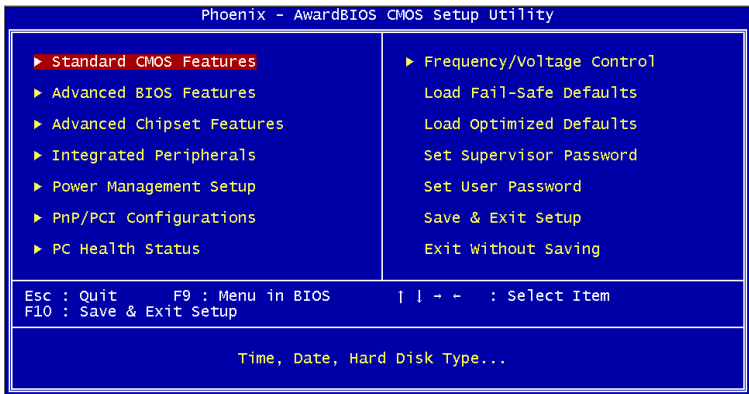 Phoenix - AwardBIOS CMOS Setup Utility
▶ Standard CMOS Features
▶ Advanced BIOS Features
▶ Advanced Chipset Features
▶ Integrated Peripherals
▶ Power Management Setup
▶ PnP/PCI Configurations
▶ PC Health Status
▶ Frequency/Voltage Control
Load Fail-Safe Defaults
Load Optimized Defaults
Set Supervisor Password
Set User Password
Save & Exit Setup
Exit Without Saving
Esc : Quit F9 : Menu in BIOS ↑ ↓ → ← : Select Item
F10 : Save & Exit Setup
Time, Date, Hard Disk Type...